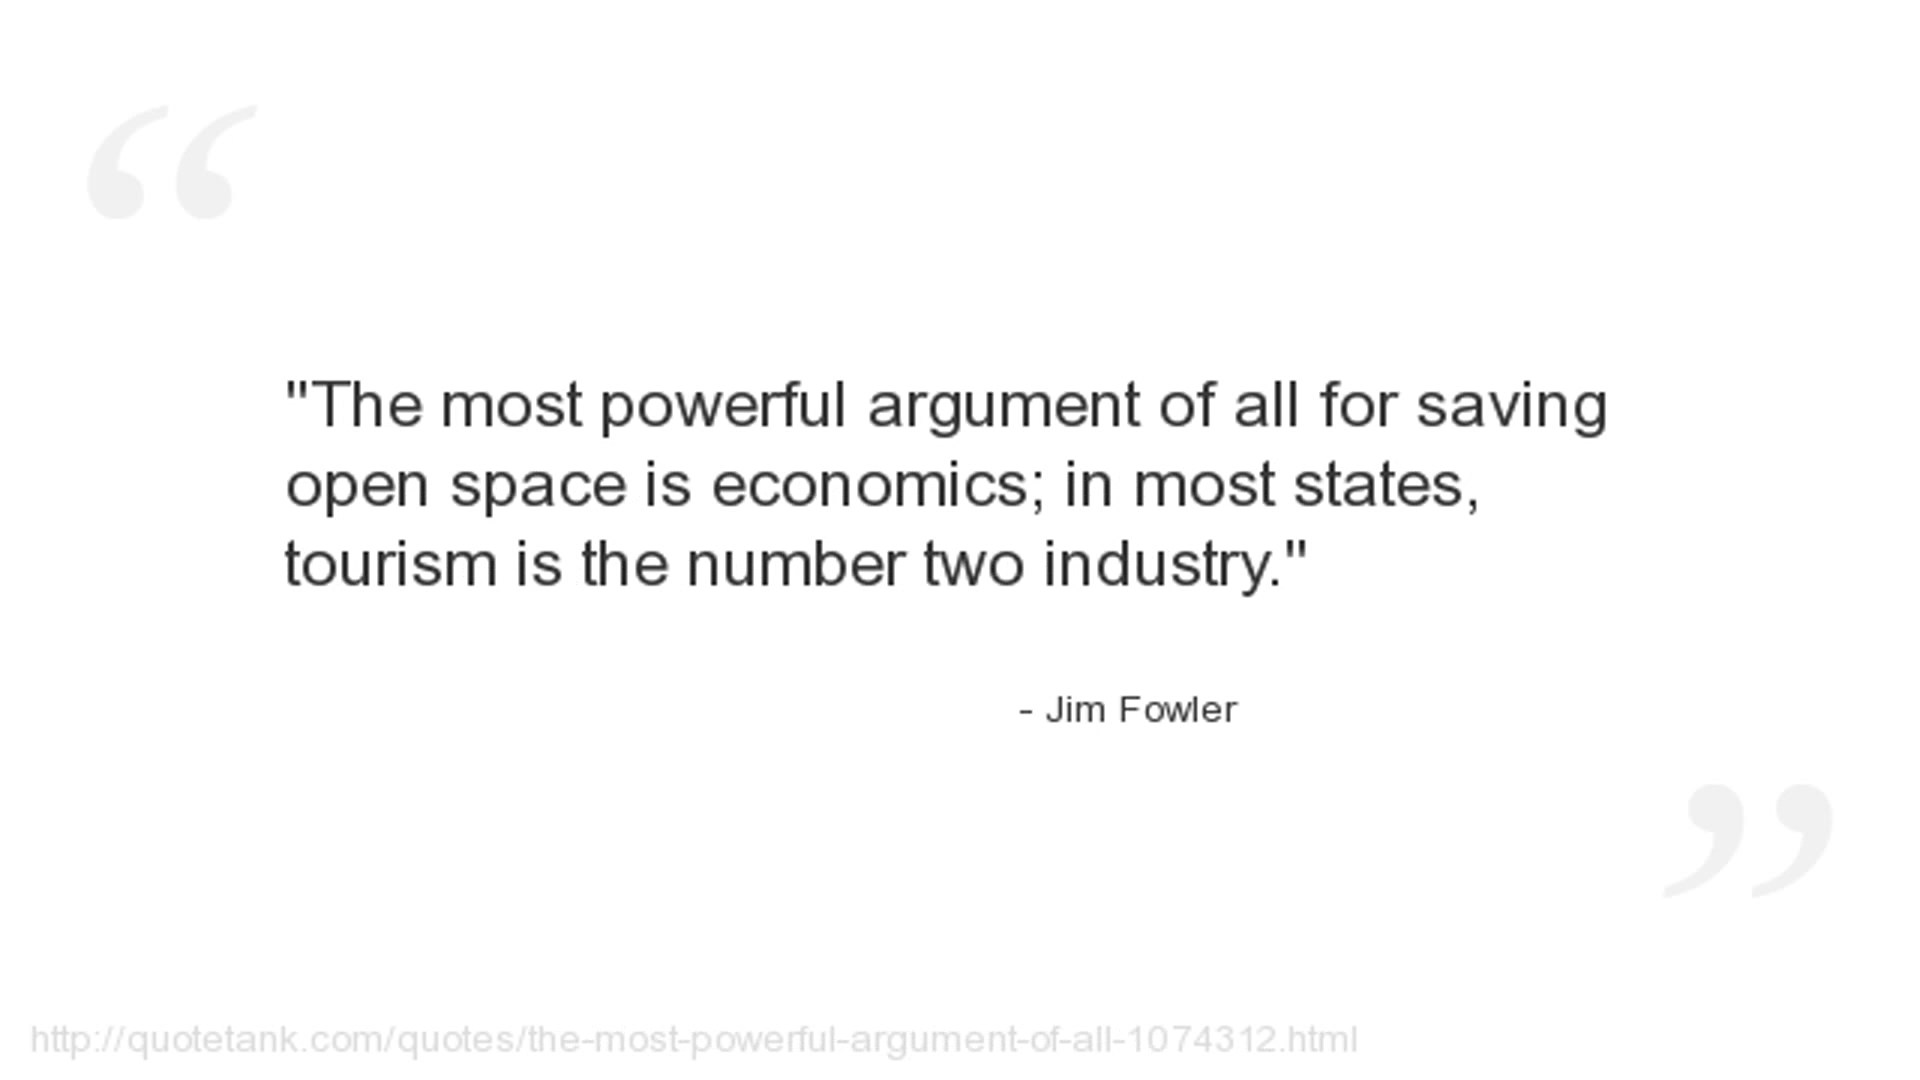 "The most powerful argument of all for saving
open space is economics; in most states,
tourism is the number two industry."
- Jim Fowler
http://quotetank.com/quotes/the-most-powerful-argument-of-all-1074312.html